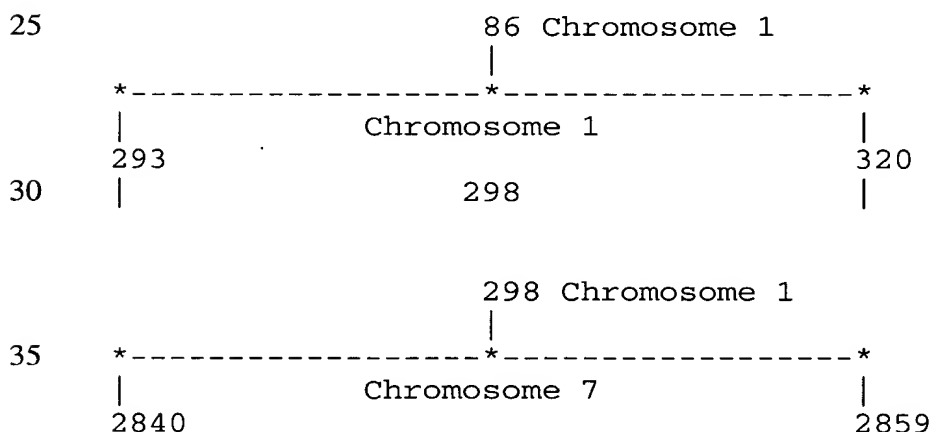 25 86 Chromosome 1
|
*-----------------*-----------------*
| Chromosome 1 |
293 320
30 | 298 |
298 Chromosome 1
|
35 *-----------------*-----------------*
| Chromosome 7 |
2840 2859